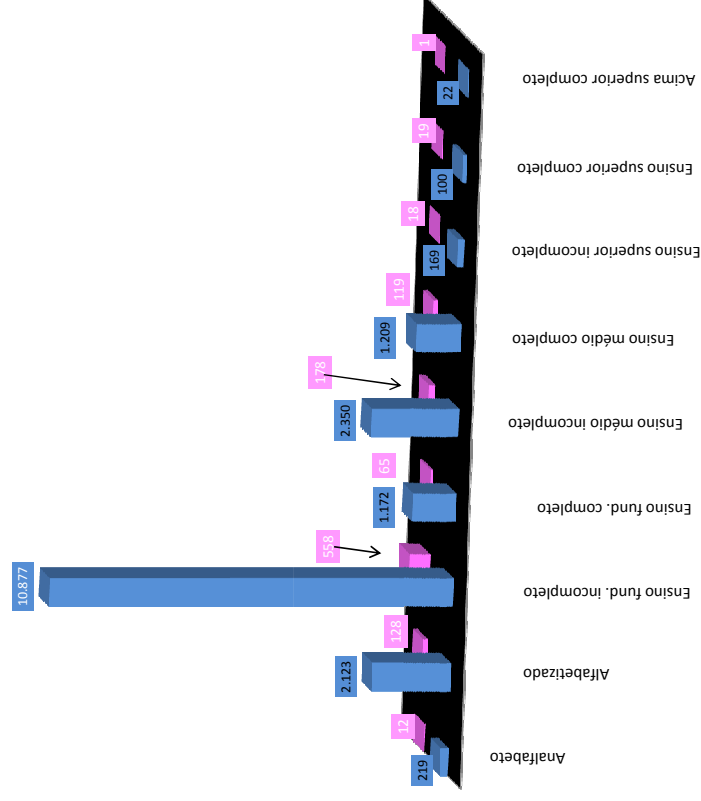 10.877
558
178
2.350
2.123
128
12
219
65
1.172
119
1.209
18
169
19
100
1
22
Analfabeto
Alfabetizado
Ensino fund. incompleto
Ensino fund. completo
Ensino médio incompleto
Ensino médio completo
Ensino superior incompleto
Ensino superior completo
Acima superior completo